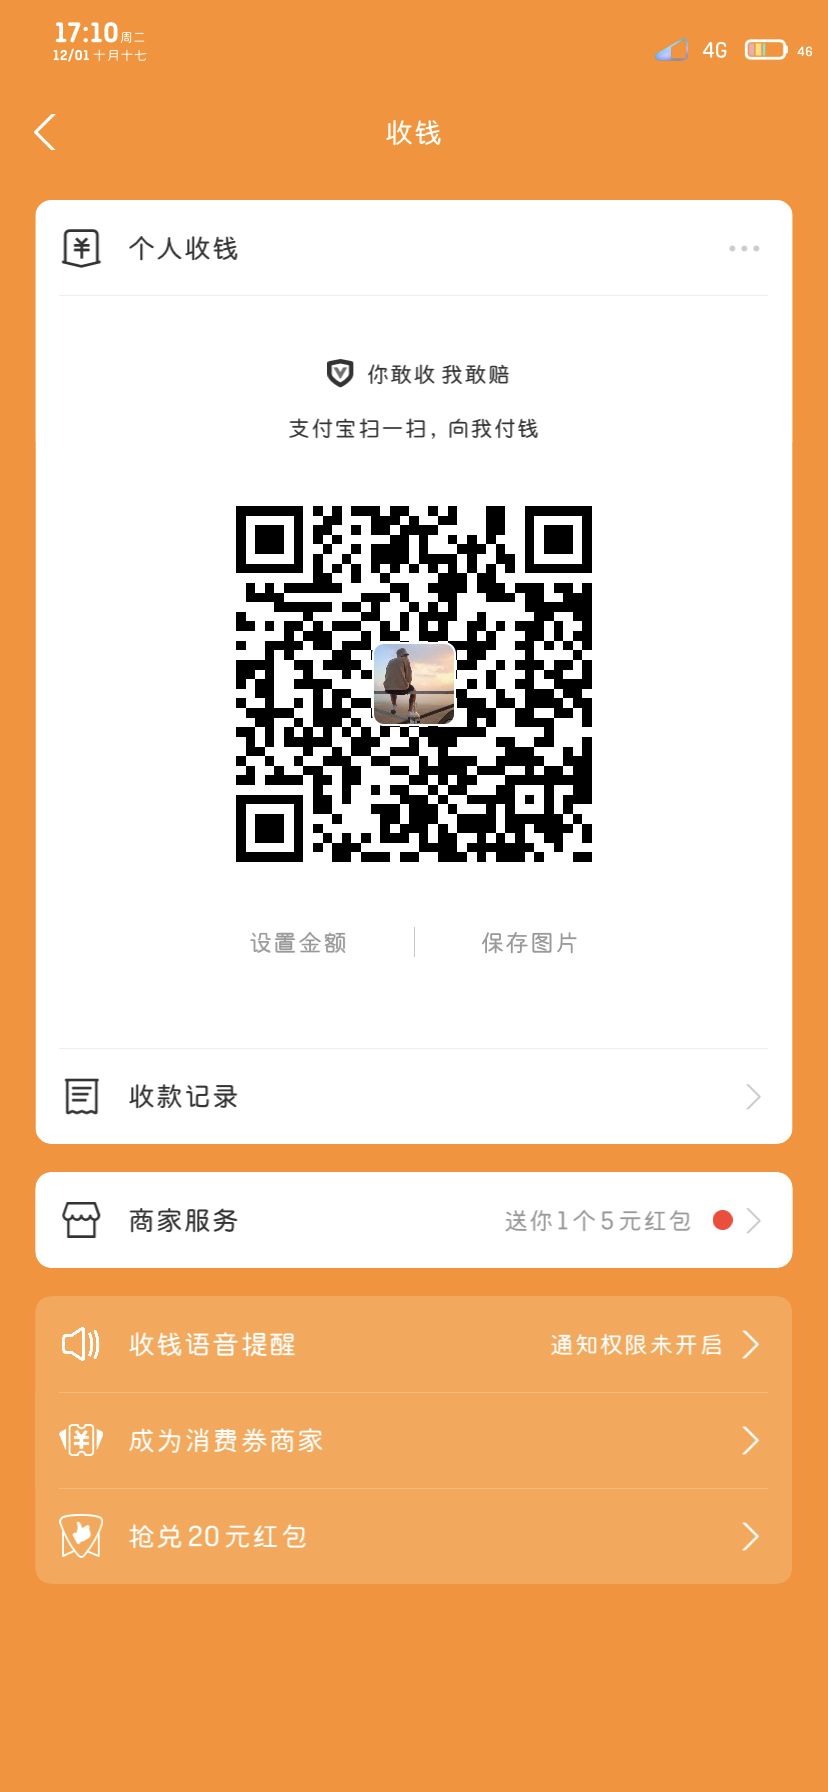 17:10周二
12/01 十月十七
4G
46
收钱
个人收钱
你敢收 我敢赔
支付宝扫一扫, 向我付钱
设置金额
保存图片
收款记录
商家服务
送你1个5元红包
收钱语音提醒
通知权限未开启
成为消费券商家
抢兑20元红包